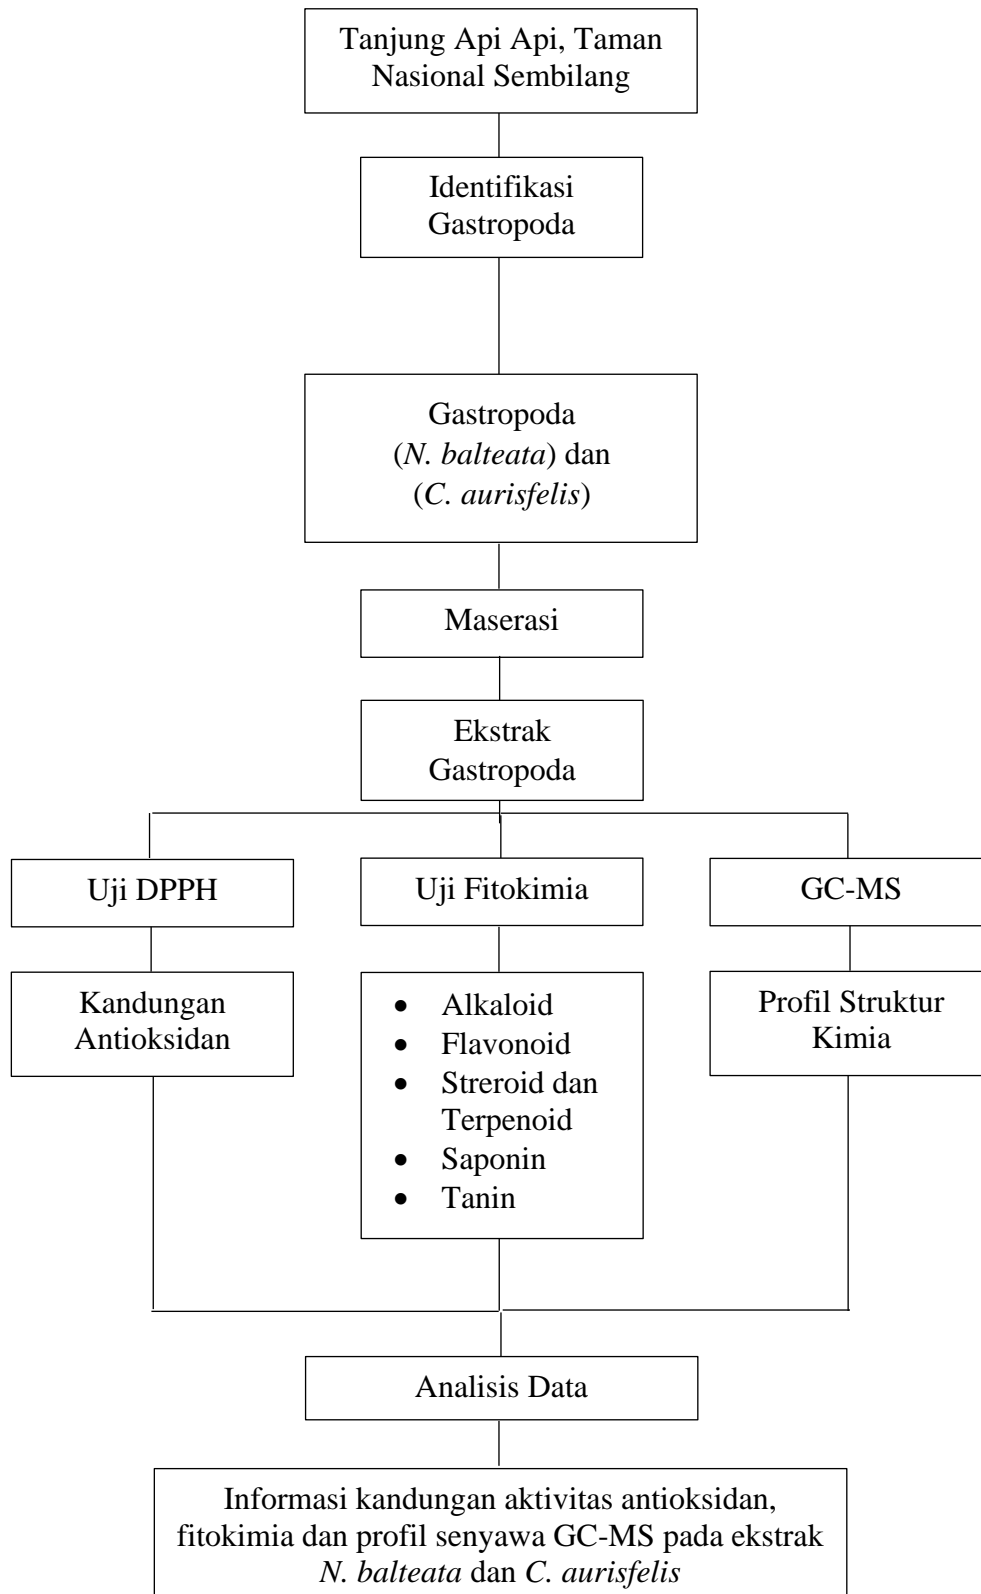 Tanjung Api Api, Taman
Nasional Sembilang
Identifikasi
Gastropoda
Gastropoda
(N. balteata) dan
(C. aurisfelis)
Maserasi
Ekstrak
Gastropoda
Uji DPPH
Uji Fitokimia
GC-MS
Kandungan
Antioksidan
• Alkaloid
• Flavonoid
• Streroid dan
Terpenoid
• Saponin
• Tanin
Profil Struktur
Kimia
Analisis Data
Informasi kandungan aktivitas antioksidan,
fitokimia dan profil senyawa GC-MS pada ekstrak
N. balteata dan C. aurisfelis